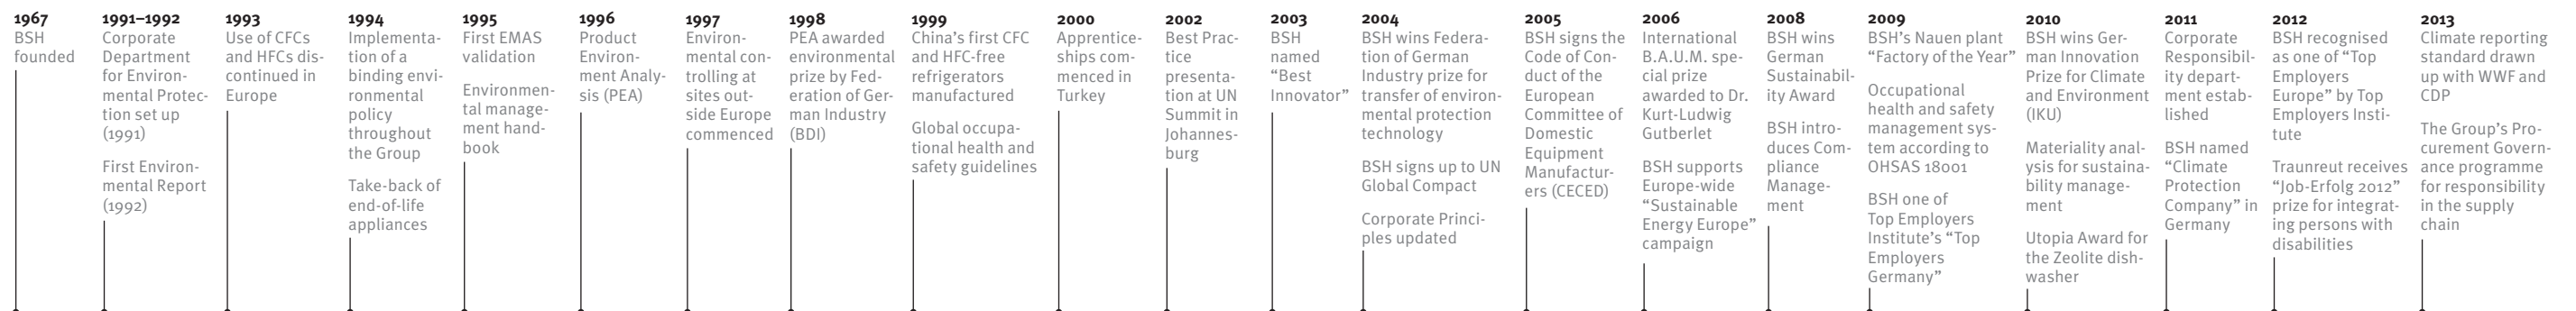 1967
BSH
founded
1991–1992
Corporate
Department
for Environ-
mental Protec-
tion set up
(1991)
First Environ-
mental Report
(1992)
1993
Use of CFCs
and HFCs dis-
continued in
Europe
1994
Implementa-
tion of a
binding envi-
ronmental
policy
throughout
the Group
Take-back of
end-of-life
appliances
1995
First EMAS
validation
Environmen-
tal manage-
ment hand-
book
1996
Product
Environ-
ment Analy-
sis (PEA)
1997
Environ-
mental con-
trolling at
sites out-
side Europe
commenced
1998
PEA awarded
environmental
prize by Fed-
eration of Ger-
man Industry
(BDI)
1999
China’s first CFC
and HFC-free
refrigerators
manufactured
Global occupa-
tional health and
safety guidelines
2000
Apprentice-
ships com-
menced in
Turkey
2002
Best Prac-
tice
presenta-
tion at UN
Summit in
Johannes-
burg
2003
BSH
named
“Best
Innovator”
2004
BSH wins Federa-
tion of German
Industry prize for
transfer of environ-
mental protection
technology
BSH signs up to UN
Global Compact
Corporate Princi-
ples updated
2005
BSH signs the
Code of Con-
duct of the
European
Committee of
Domestic
Equipment
Manufactur-
ers (CECED)
2006
International
B.A.U.M. spe-
cial prize
awarded to Dr.
Kurt-Ludwig
Gutberlet
BSH supports
Europe-wide
“Sustainable
Energy Europe”
campaign
2008
BSH wins
German
Sustainabil-
ity Award
BSH intro-
duces Com-
pliance
Manage-
ment
2009
BSH’s Nauen plant
“Factory of the Year”
Occupational
health and safety
management sys-
tem according to
OHSAS 18001
BSH one of
Top Employers
Institute’s “Top
Employers
Germany”
2010
BSH wins Ger-
man Innovation
Prize for Climate
and Environment
(IKU)
Materiality anal-
ysis for sustaina-
bility manage-
ment
Utopia Award for
the Zeolite dish-
washer
2011
Corporate
Responsibil-
ity depart-
ment estab-
lished
BSH named
“Climate
Protection
Company” in
Germany
2012
BSH recognised
as one of “Top
Employers
Europe” by Top
Employers Insti-
tute
Traunreut receives
“Job-Erfolg 2012”
prize for integrat-
ing persons with
disabilities
2013
Climate reporting
standard drawn
up with WWF and
CDP
The Group’s Pro-
curement Govern-
ance programme
for responsibility
in the supply
chain